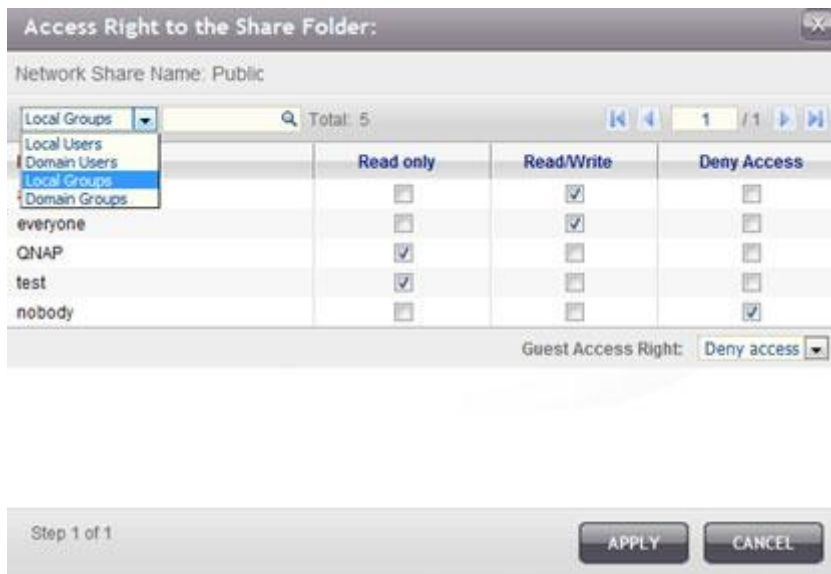 Access Right to the Share Folder:
Network Share Name: Public
Local Groups Total: 5 1 / 1
Local Users
Domain Users
Local Groups
Domain Groups
Read only Read/Write Deny Access
everyone
QNAP
test
nobody
Guest Access Right: Deny access
Step 1 of 1
APPLY CANCEL